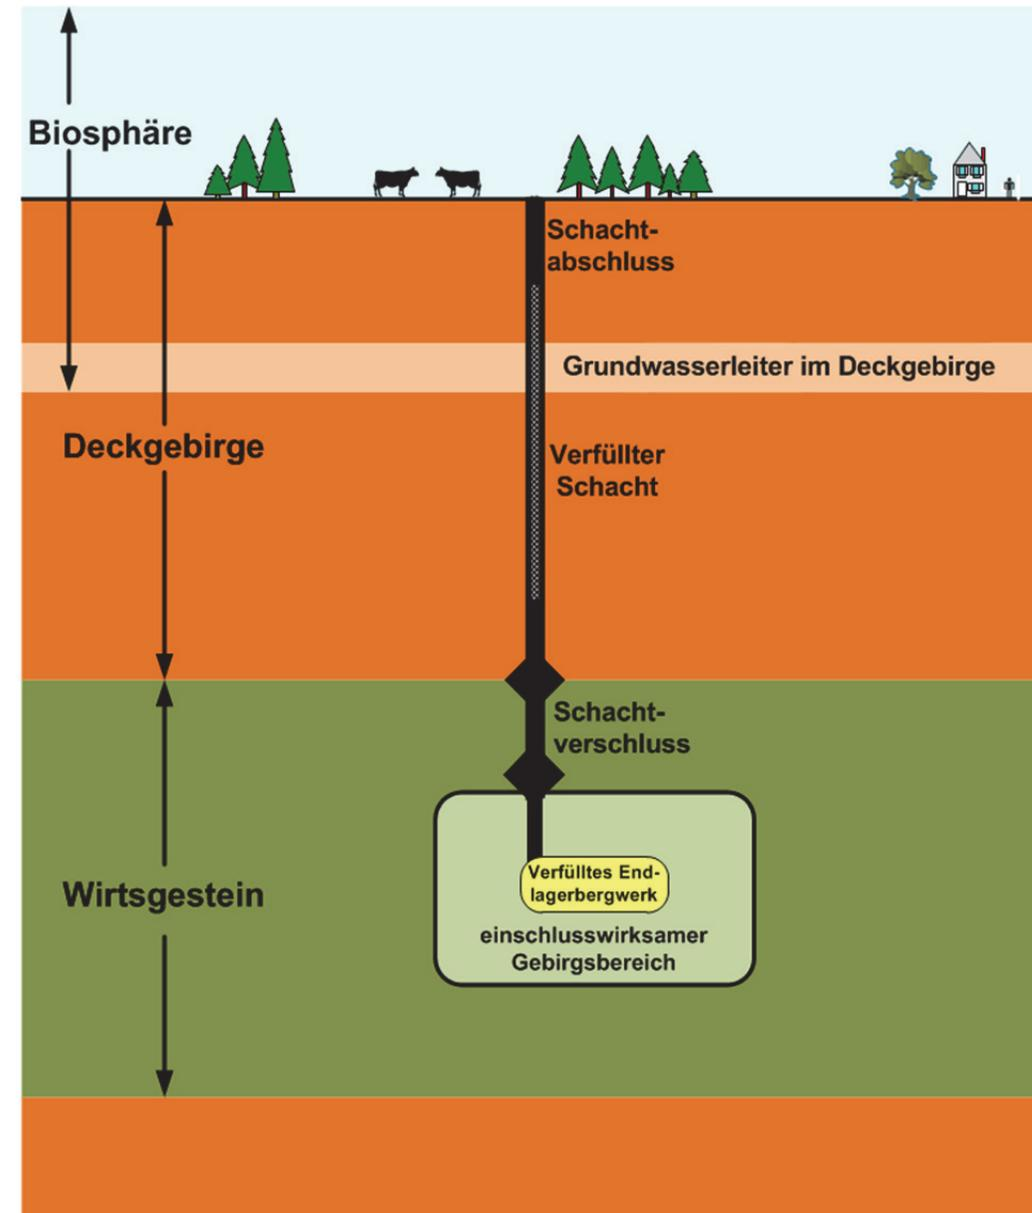 Biosphäre
Schacht-
abschluss
Grundwasserleiter im Deckgebirge
Deckgebirge
Verfüllter
Schacht
Schacht-
verschluss
Wirtsgestein
Verfülltes End-
lagerbergwerk
einschlusswirksamer
Gebirgsbereich